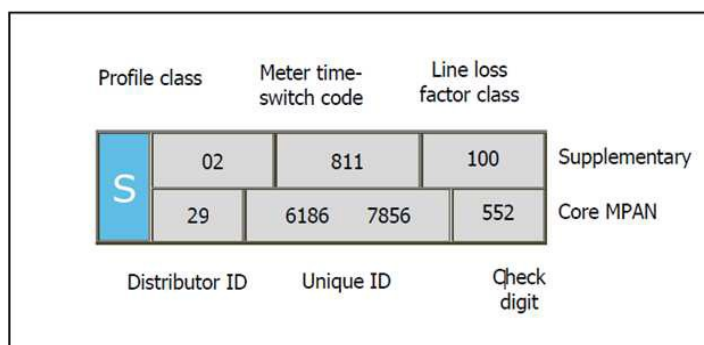 Profile class
Meter time-
switch code
Line loss
factor class
S
02 811 100 Supplementary
29 6186 7856 552 Core MPAN
Distributor ID Unique ID Check
digit